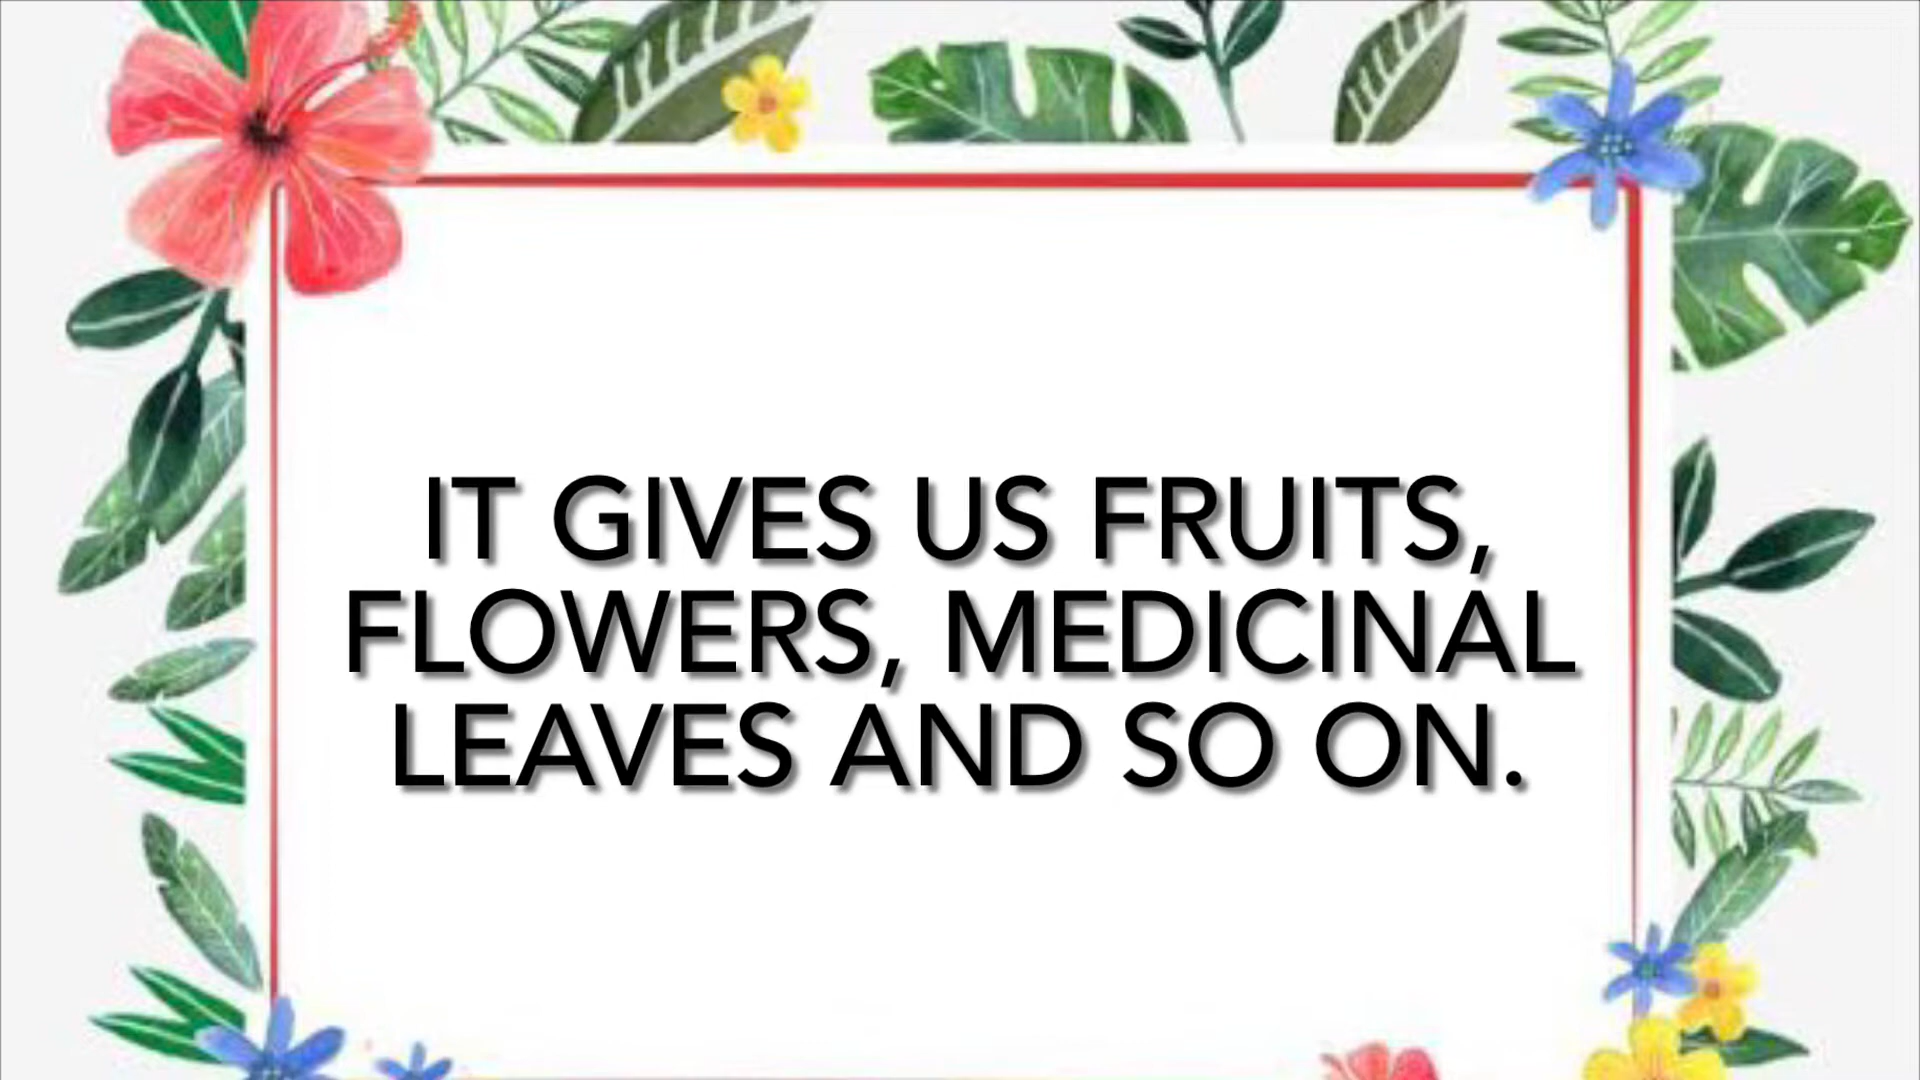 IT GIVES US FRUITS,
FLOWERS, MEDICINAL
LEAVES AND SO ON.